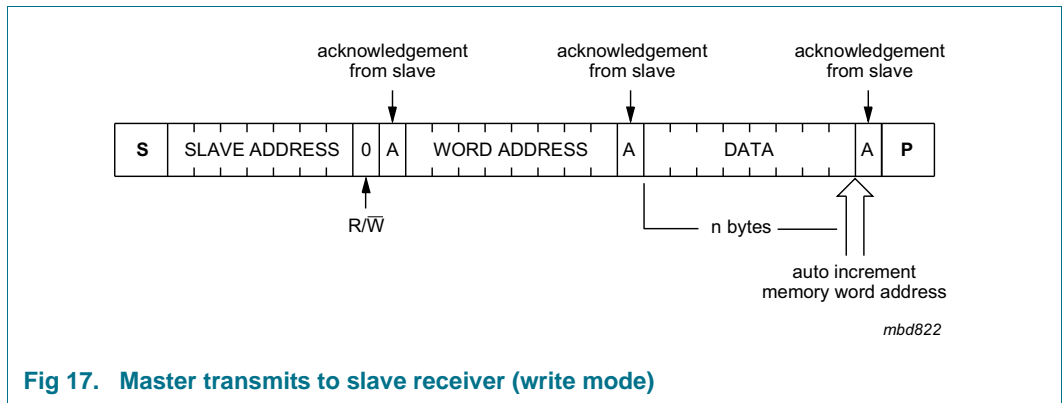 acknowledgement acknowledgement acknowledgement
from slave from slave from slave
S SLAVE ADDRESS 0 A WORD ADDRESS A DATA A P
R/W̅
n bytes
auto increment
memory word address
mbd822
Fig 17. Master transmits to slave receiver (write mode)